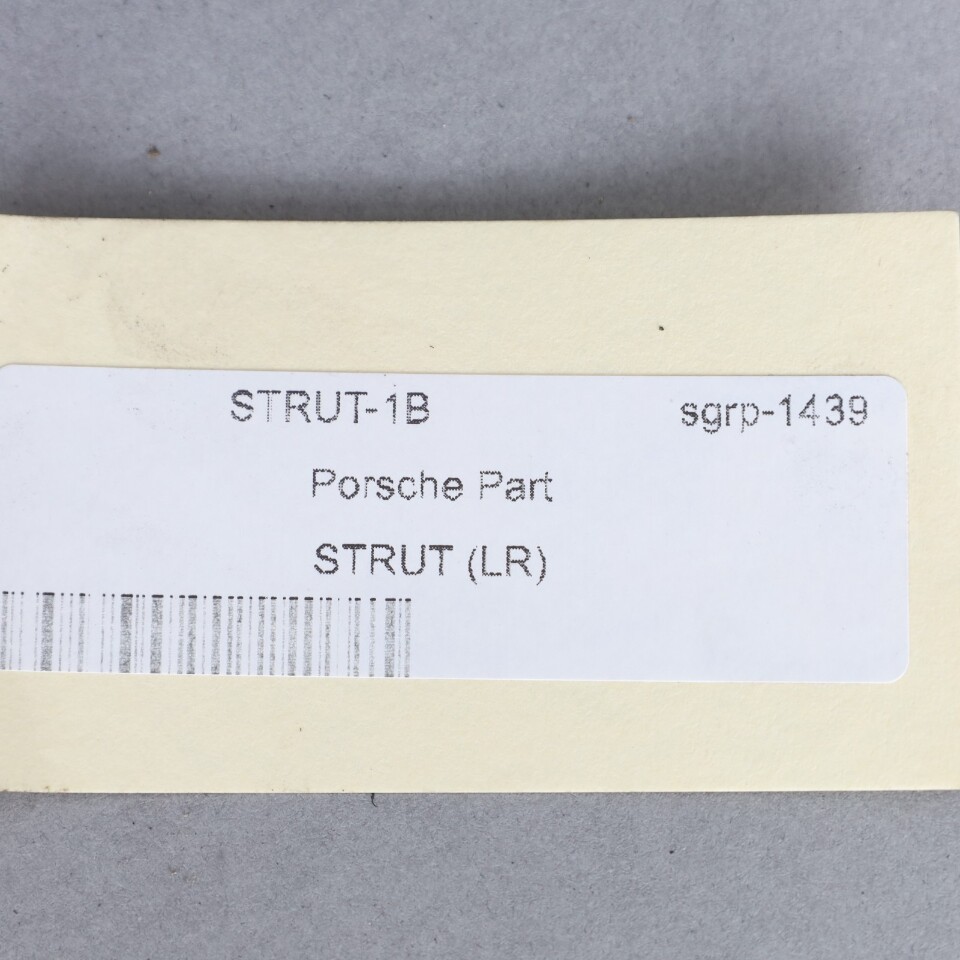 STRUT-1B sgrp-1439
Porsche Part
STRUT (LR)